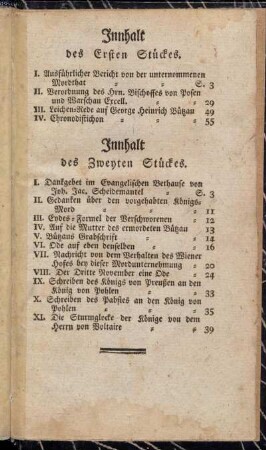 Innhalt
des Ersten Stückes.
I. Ausführlicher Bericht von der unternommenen
Mordthat = = S. 3
II. Verordnung des Hrn. Bischoffes von Posen
und Warschau Excell. = = 29
III. Leichen-Rede auf George Heinrich Bützau 49
IV. Chronodistichon = = 55
Innhalt
des Zweyten Stückes.
I. Dankgebet im Evangelischen Bethause von
Joh. Jac. Scheidemantel = S. 3
II. Gedanken über den vorgehabten Königs-
Mord = = = 11
III. Eydes-Formel der Verschworenen = 12
IV. Auf die Mutter des ermordeten Bützau 13
V. Bützaus Grabschrift = = 14
VI. Ode auf eben denselben = = 16
VII. Nachricht von dem Verhalten des Wiener
Hofes bey dieser Mordunternehmung = 20
VIII. Der Dritte November eine Ode = 24
IX. Schreiben des Königs von Preußen an den
König von Pohlen = = 33
X. Schreiben des Pabstes an den König von
Pohlen = = = 35
XI. Die Sturmglocke der Könige von dem
Herrn von Voltaire = = 39